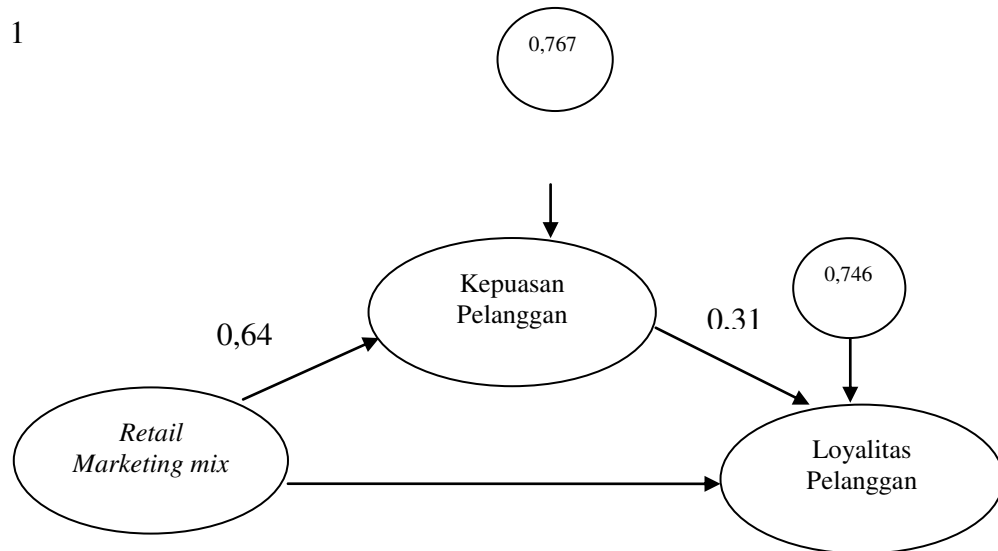 1
0,767
Kepuasan
Pelanggan
0,746
0,64
0,31
Retail
Marketing mix
Loyalitas
Pelanggan